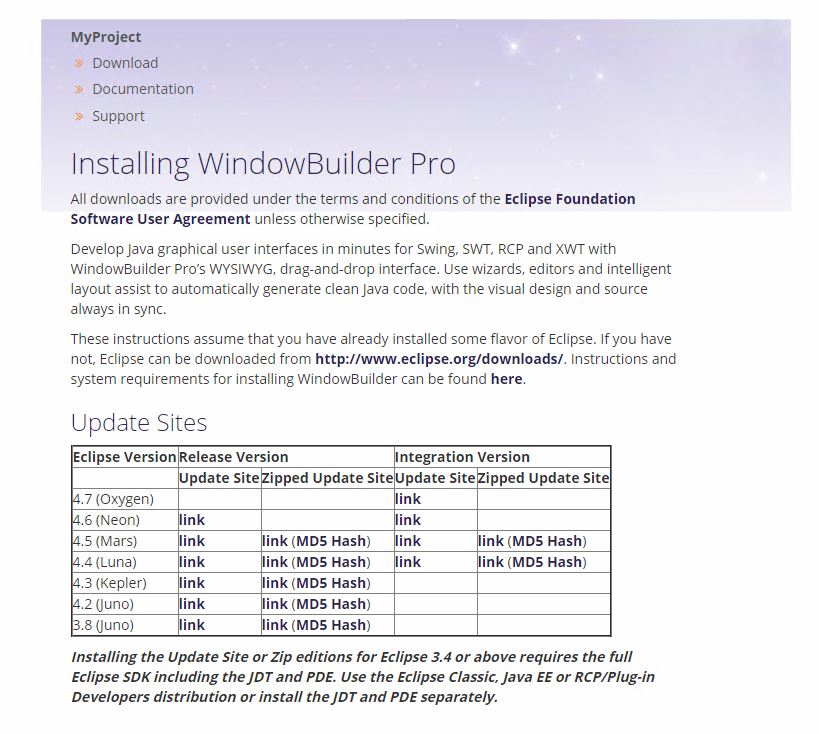 MyProject
» Download
» Documentation
» Support
Installing WindowBuilder Pro
All downloads are provided under the terms and conditions of the Eclipse Foundation
Software User Agreement unless otherwise specified.
Develop Java graphical user interfaces in minutes for Swing, SWT, RCP and XWT with
WindowBuilder Pro’s WYSIWYG, drag-and-drop interface. Use wizards, editors and intelligent
layout assist to automatically generate clean Java code, with the visual design and source
always in sync.
These instructions assume that you have already installed some flavor of Eclipse. If you have
not, Eclipse can be downloaded from http://www.eclipse.org/downloads/. Instructions and
system requirements for installing WindowBuilder can be found here.
Update Sites
Eclipse Version Release Version Integration Version
Update Site Zipped Update Site Update Site Zipped Update Site
4.7 (Oxygen) link
4.6 (Neon) link link
4.5 (Mars) link link (MD5 Hash) link link (MD5 Hash)
4.4 (Luna) link link (MD5 Hash) link link (MD5 Hash)
4.3 (Kepler) link link (MD5 Hash)
4.2 (Juno) link link (MD5 Hash)
3.8 (Juno) link link (MD5 Hash)
Installing the Update Site or Zip editions for Eclipse 3.4 or above requires the full
Eclipse SDK including the JDT and PDE. Use the Eclipse Classic, Java EE or RCP/Plug-in
Developers distribution or install the JDT and PDE separately.